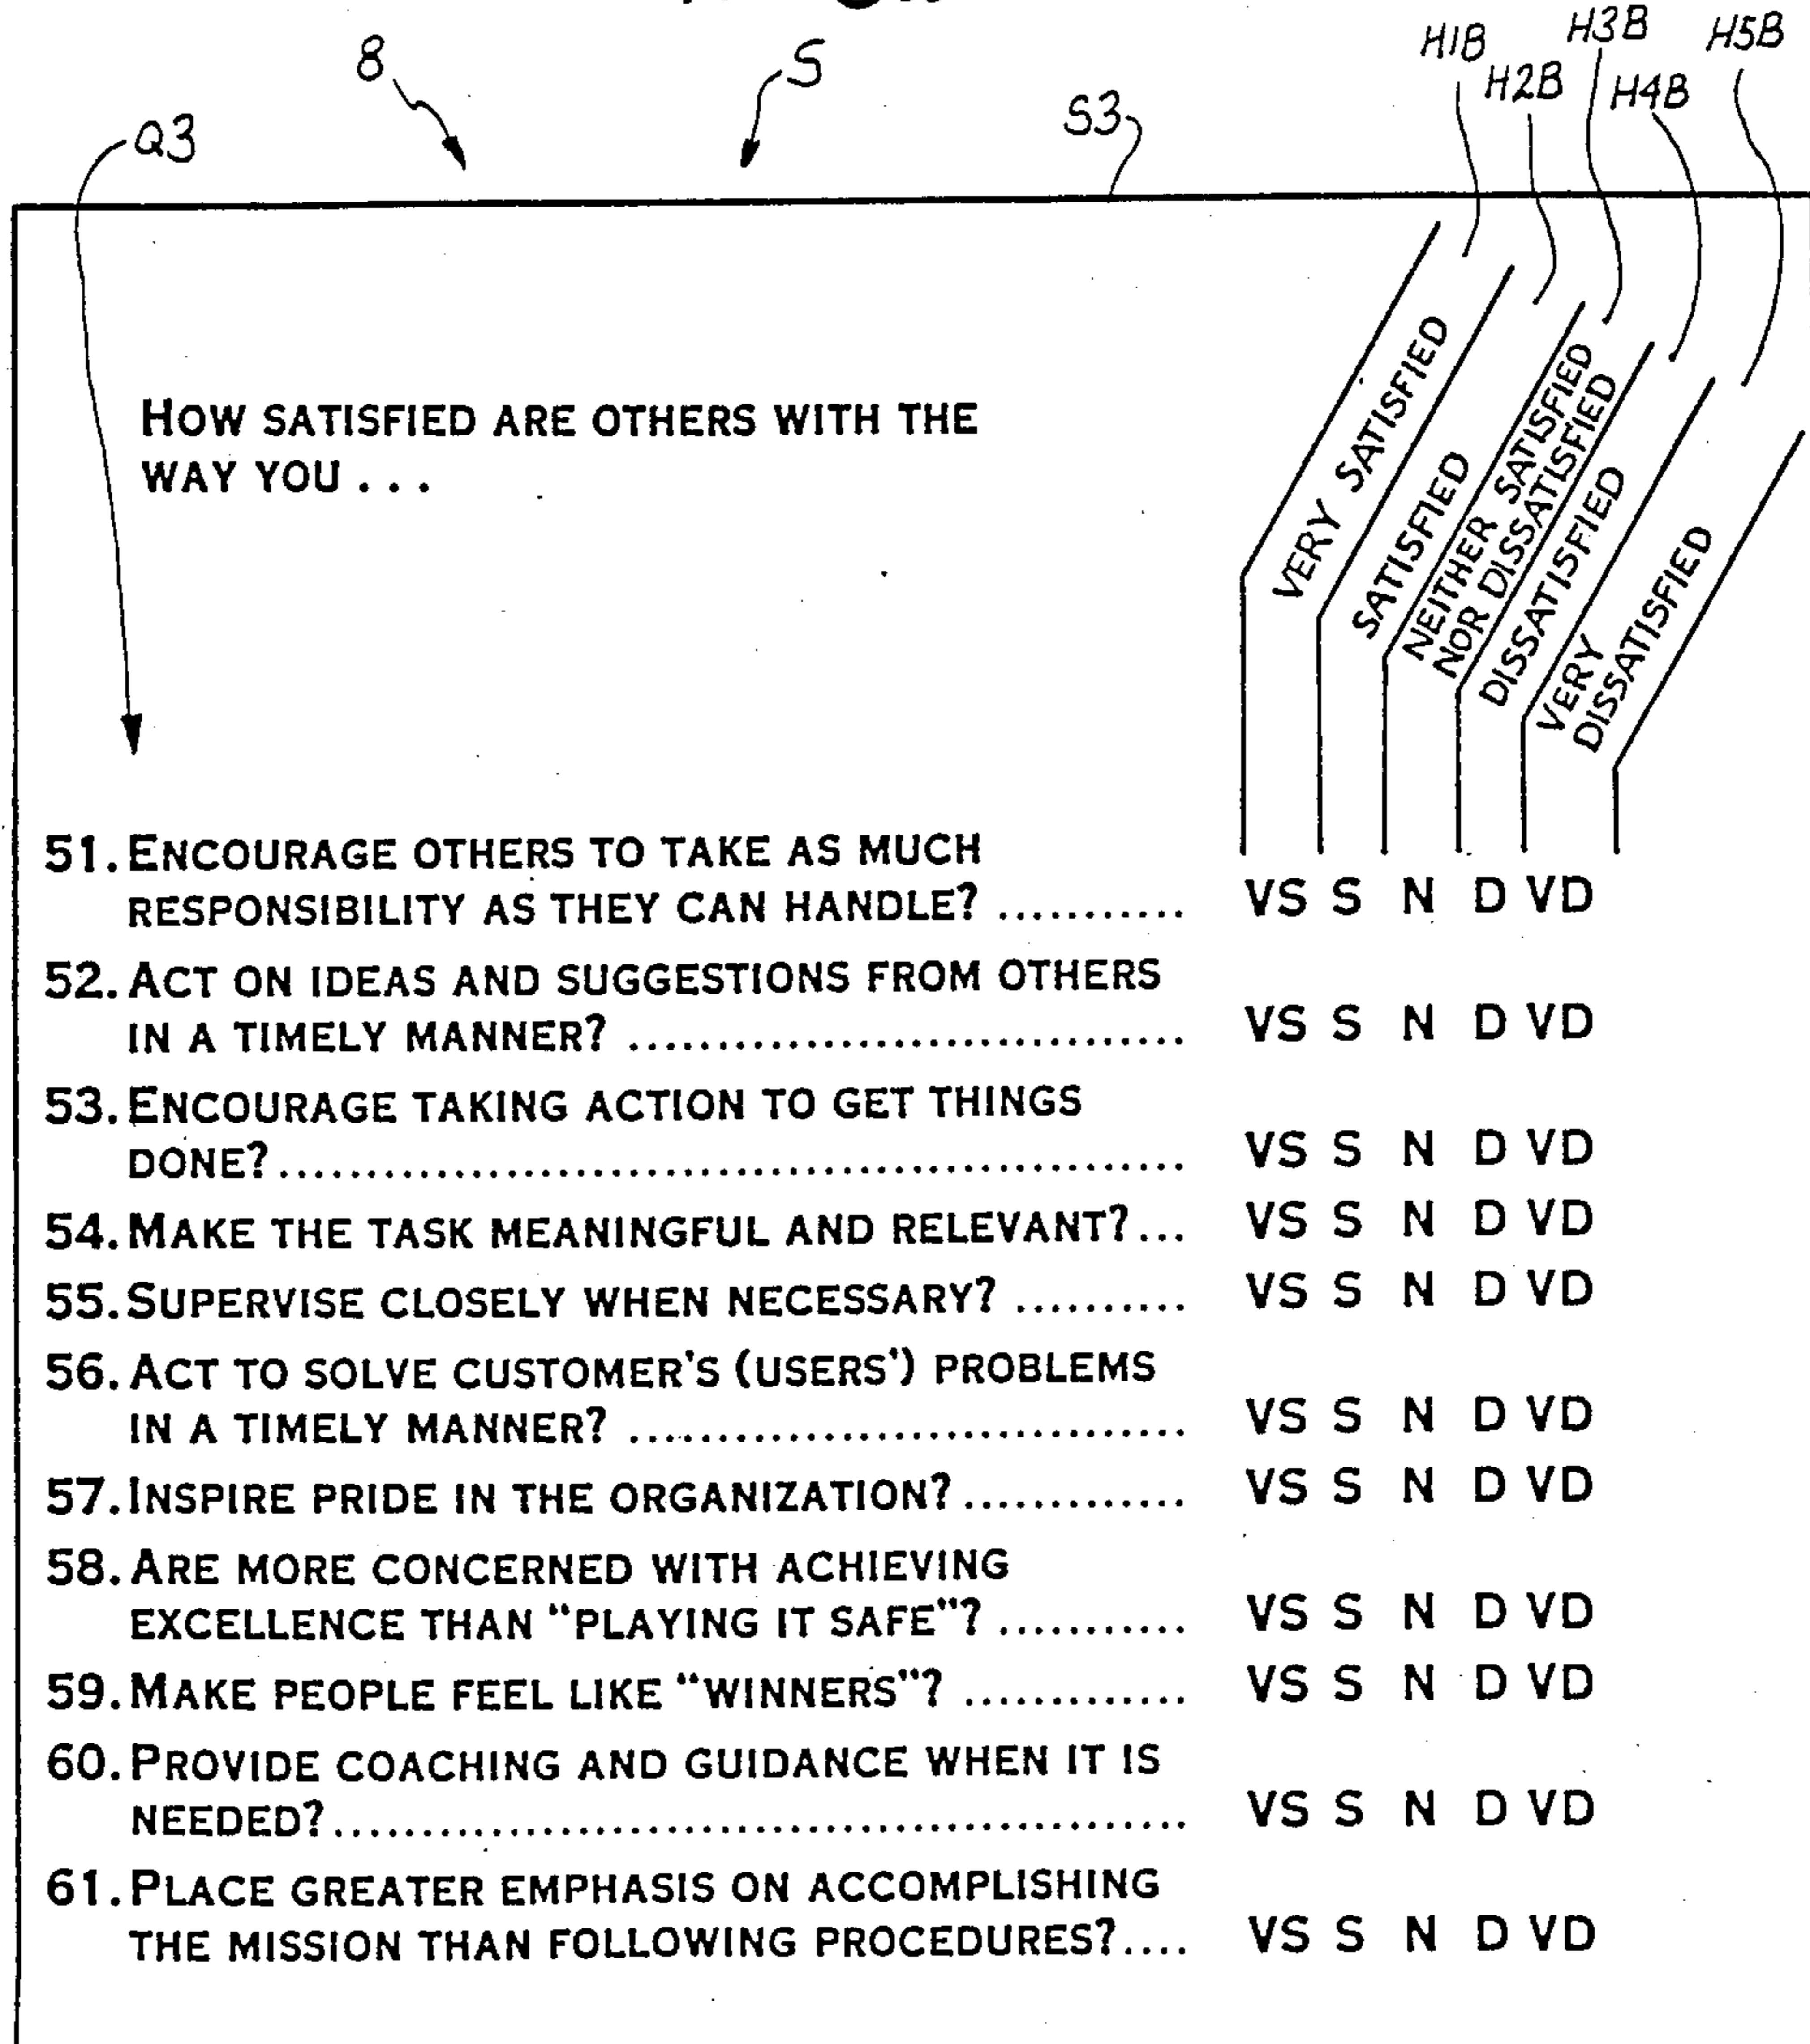 H1B H3B H5B
8 S H2B H4B
Q3 S3
HOW SATISFIED ARE OTHERS WITH THE
WAY YOU . . .
VERY SATISFIED
SATISFIED
NEITHER SATISFIED
NOR DISSATISFIED
DISSATISFIED
VERY
DISSATISFIED
51. ENCOURAGE OTHERS TO TAKE AS MUCH
RESPONSIBILITY AS THEY CAN HANDLE? ........... VS S N D VD
52. ACT ON IDEAS AND SUGGESTIONS FROM OTHERS
IN A TIMELY MANNER? ................................ VS S N D VD
53. ENCOURAGE TAKING ACTION TO GET THINGS
DONE?.................................................... VS S N D VD
54. MAKE THE TASK MEANINGFUL AND RELEVANT?... VS S N D VD
55. SUPERVISE CLOSELY WHEN NECESSARY? .......... VS S N D VD
56. ACT TO SOLVE CUSTOMER'S (USERS') PROBLEMS
IN A TIMELY MANNER? ................................ VS S N D VD
57. INSPIRE PRIDE IN THE ORGANIZATION? ............. VS S N D VD
58. ARE MORE CONCERNED WITH ACHIEVING
EXCELLENCE THAN "PLAYING IT SAFE"? ........... VS S N D VD
59. MAKE PEOPLE FEEL LIKE "WINNERS"? ............. VS S N D VD
60. PROVIDE COACHING AND GUIDANCE WHEN IT IS
NEEDED?................................................. VS S N D VD
61. PLACE GREATER EMPHASIS ON ACCOMPLISHING
THE MISSION THAN FOLLOWING PROCEDURES?.... VS S N D VD